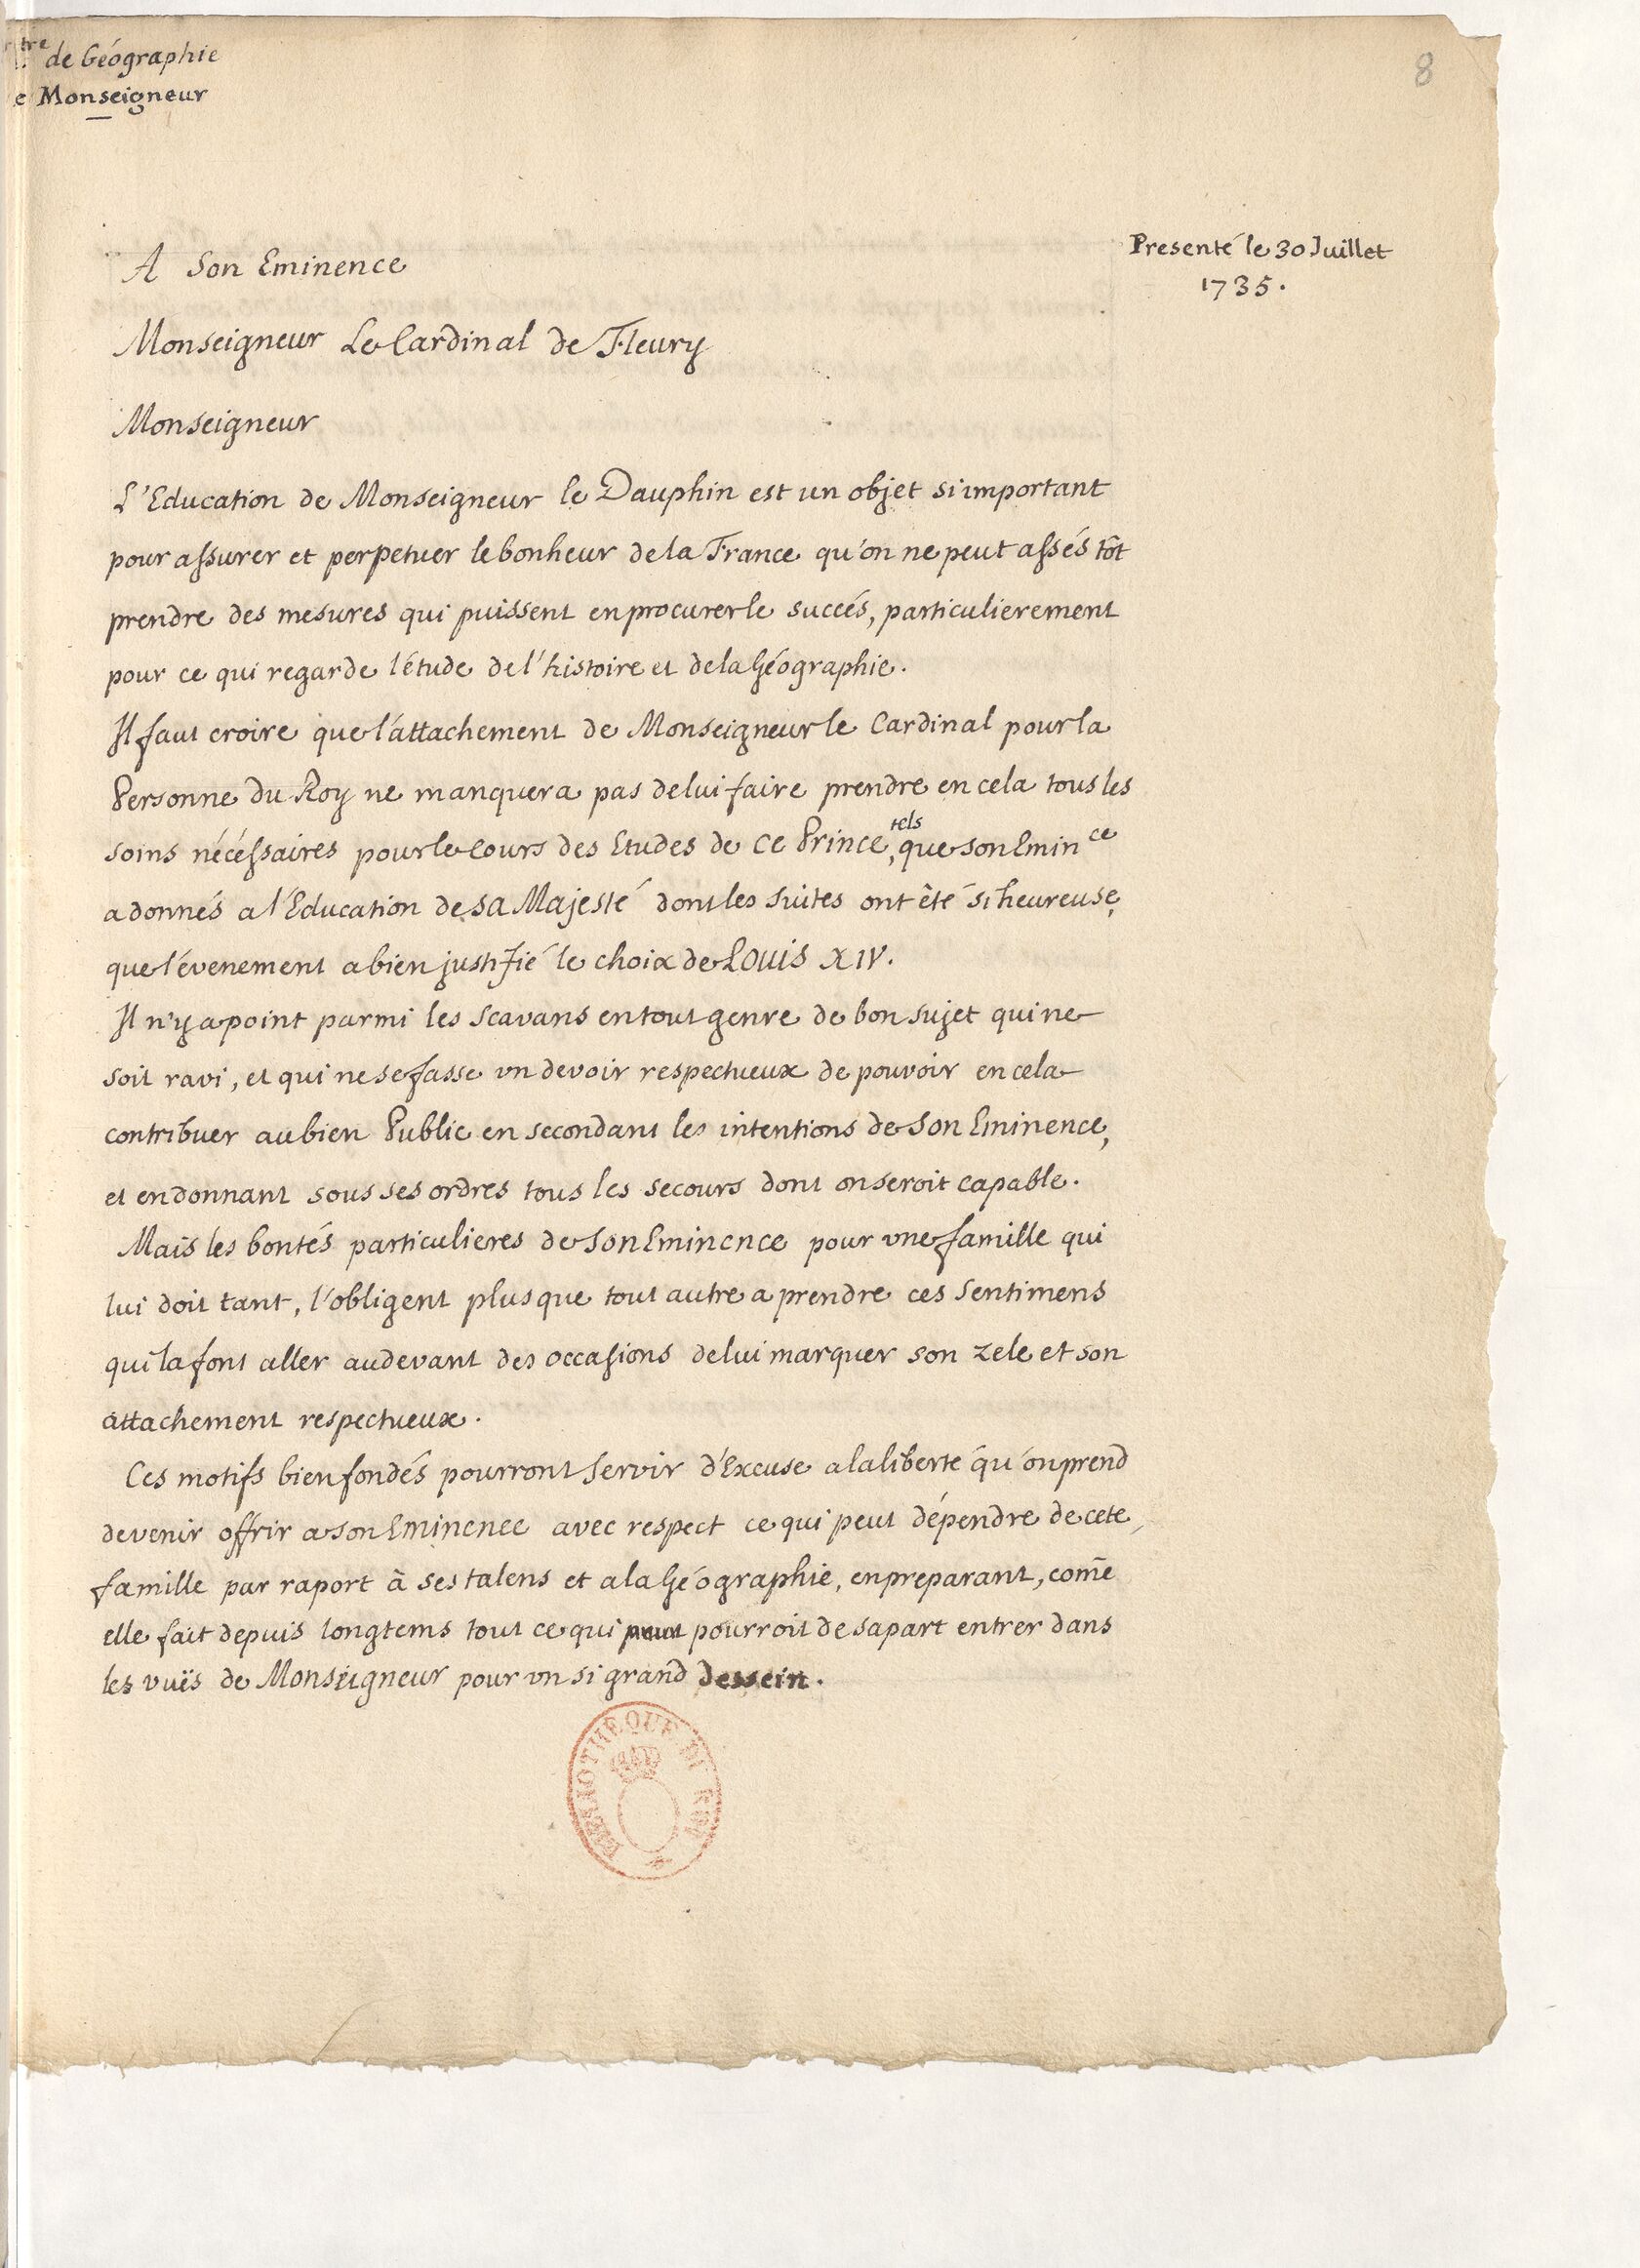 tre de Géographie
e Monseigneur
8
Presenté le 30 Juillet
1735.
A Son Eminence
Monseigneur Le Cardinal de Fleury
Monseigneur
L'Education de Monseigneur le Dauphin est un objet si important
pour assurer et perpetuer le bonheur de la France qu'on ne peut assés tôt
prendre des mesures qui puissent en procurer le succés, particulierement
pour ce qui regarde l'étude de l'histoire et de la Géographie.
Il faut croire que l'attachement de Monseigneur le Cardinal pour la
Personne du Roy ne manquera pas de lui faire prendre en cela tous les
soins nécéssaires pour le cours des Etudes de ce Prince, tels que son Emin ce
a donnés a l'Education de sa Majesté dont les suites ont êté si heureuse,
que l'évenement a bien justifié le choix de Louis XIV.
Il n'y a point parmi les scavans en tout genre de bon sujet qui ne
soit ravi, et qui ne se fasse un devoir respectueux de pouvoir en cela
contribuer au bien Public en secondant les intentions de Son Eminence,
et en donnant sous ses ordres tous les secours dont on seroit capable.
Mais les bontés particulieres de Son Eminence pour vne famille qui
lui doit tant, l'obligent plus que tout autre a prendre ces Sentimens
qui la font aller audevant des occasions de lui marquer son zele et son
attachement respectueux.
Ces motifs bien fondés pourront Servir d'Excuse a la liberté qu'on prend
de venir offrir a son Eminence avec respect ce qui peut dépendre de cete
famille par raport à ses talens et a la Géographie, en preparant, com̃e
elle fait depuis longtems tout ce qui peut pourroit de sa part entrer dans
les vuës de Monseigneur pour vn si grand dessein.
BIBLIOTHEQUE DU ROI